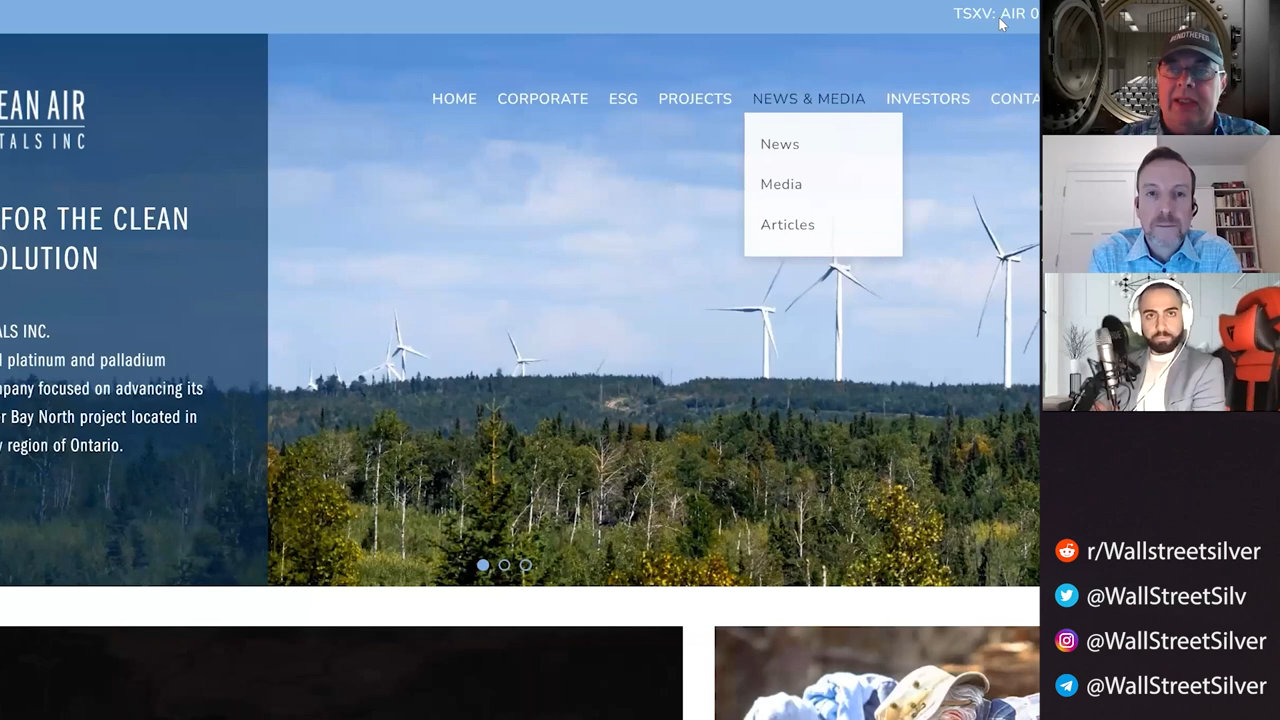 TSXV: AIR 0
EAN AIR
TALS INC
HOME CORPORATE ESG PROJECTS NEWS & MEDIA INVESTORS CONTA
News
Media
Articles
FOR THE CLEAN
OLUTION
ALS INC.
platinum and palladium
mpany focused on advancing its
r Bay North project located in
y region of Ontario.
#ENDTHEFED
r/Wallstreetsilver
@WallStreetSilv
@WallStreetSilver
@WallStreetSilver